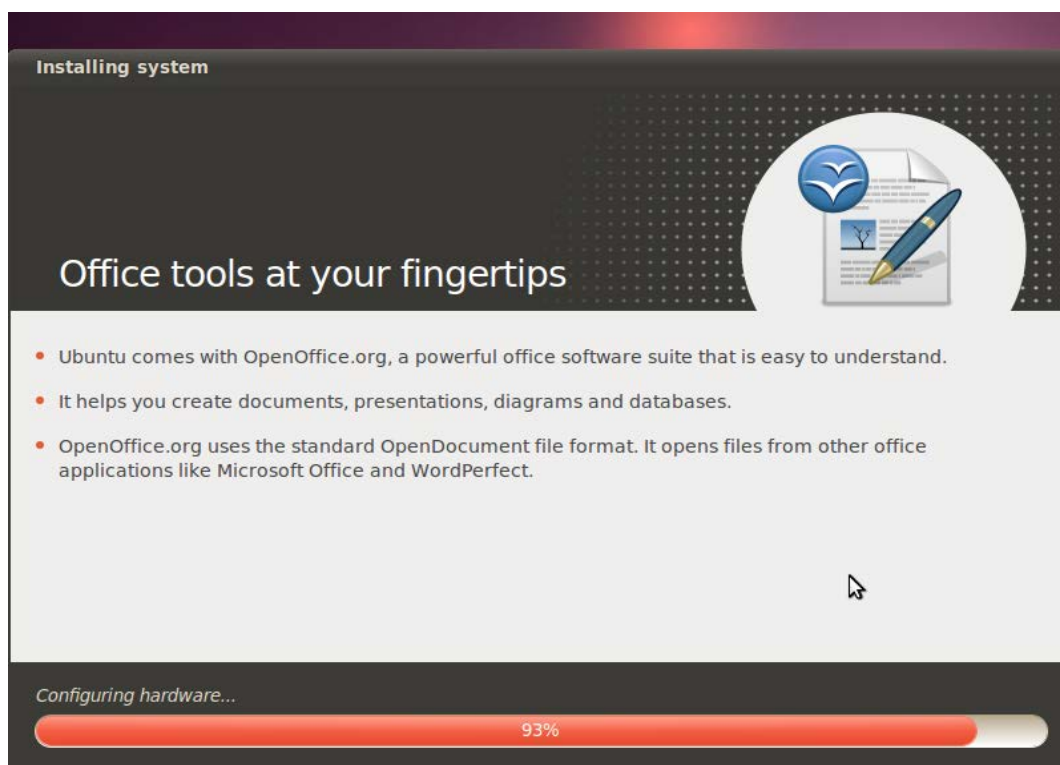 Installing system
Office tools at your fingertips
Ubuntu comes with OpenOffice.org, a powerful office software suite that is easy to understand.
It helps you create documents, presentations, diagrams and databases.
OpenOffice.org uses the standard OpenDocument file format. It opens files from other office
applications like Microsoft Office and WordPerfect.
Configuring hardware...
93%